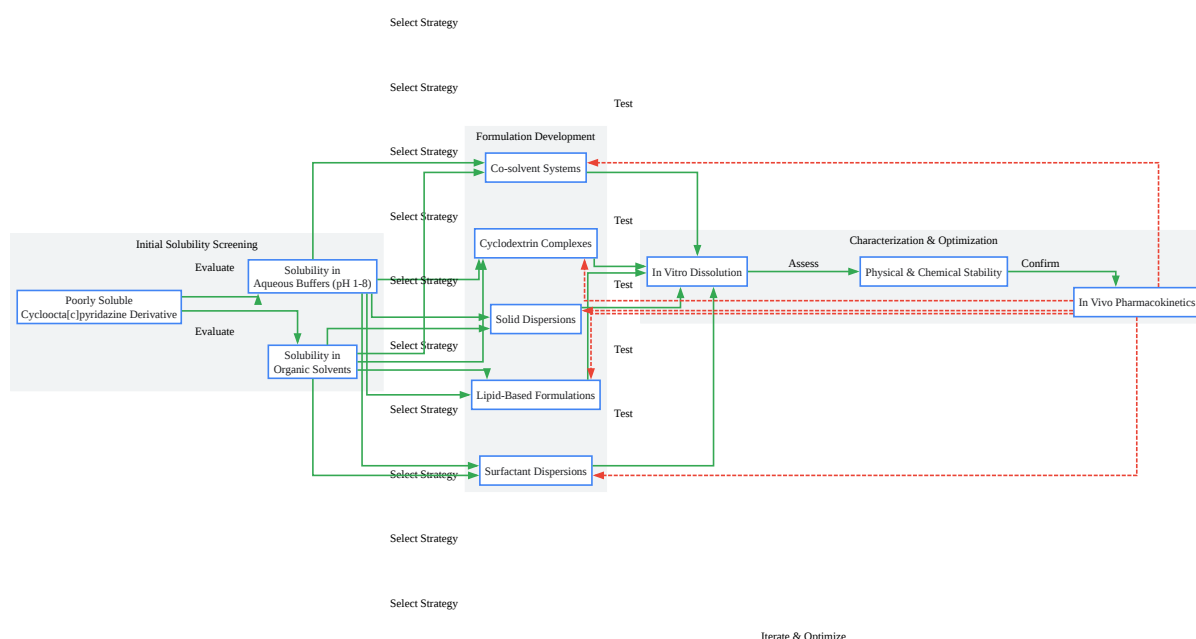 Select Strategy
Select Strategy
Test
Formulation Development
Select Strategy
Co-solvent Systems
Select Strategy
Test
Cyclodextrin Complexes
Initial Solubility Screening
Characterization & Optimization
Evaluate
Solubility in
Aqueous Buffers (pH 1-8)
Select Strategy
Test
In Vitro Dissolution
Assess
Physical & Chemical Stability
Confirm
Poorly Soluble
Cycloocta[c]pyridazine Derivative
In Vivo Pharmacokinetics
Solid Dispersions
Evaluate
Select Strategy
Test
Solubility in
Organic Solvents
Lipid-Based Formulations
Select Strategy
Test
Surfactant Dispersions
Select Strategy
Select Strategy
Select Strategy
Iterate & Optimize